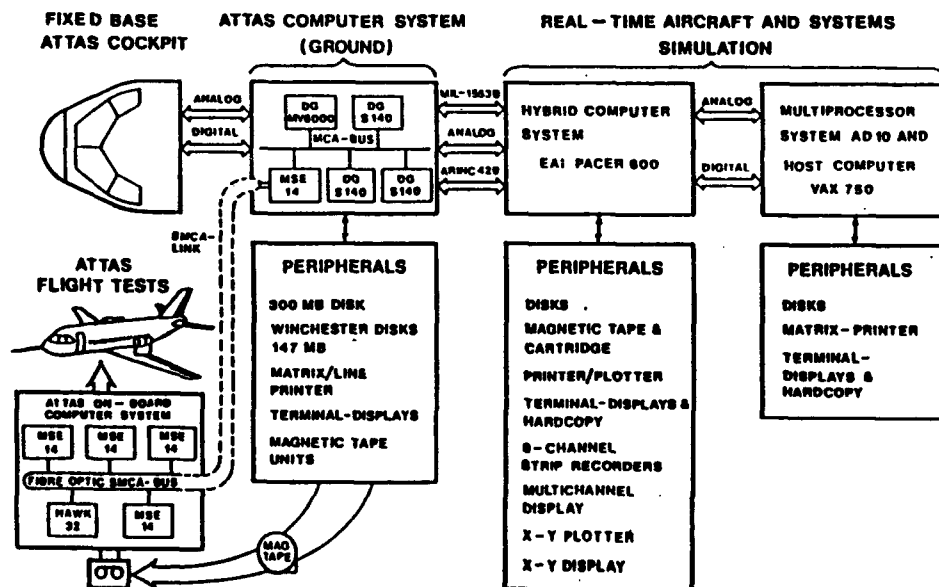 FIXED BASE
ATTAS COCKPIT
ATTAS COMPUTER SYSTEM
(GROUND)
REAL-TIME AIRCRAFT AND SYSTEMS
SIMULATION
ANALOG
DIGITAL
DG
MV8000
DG
S140
MCA-BUS
MSE
14
DG
S140
DG
S140
MIL-1553B
ANALOG
ARINC 429
HYBRID COMPUTER
SYSTEM
EAI PACER 600
ANALOG
DIGITAL
MULTIPROCESSOR
SYSTEM AD10 AND
HOST COMPUTER
VAX 750
SMCA-
LINK
ATTAS
FLIGHT TESTS
ATTAS ON-BOARD
COMPUTER SYSTEM
MSE
14
MSE
14
MSE
14
FIBRE OPTIC SMCA-BUS
HAWK
32
MSE
14
MAG
TAPE
PERIPHERALS
300 MB DISK
WINCHESTER DISKS
147 MB
MATRIX/LINE
PRINTER
TERMINAL-DISPLAYS
MAGNETIC TAPE
UNITS
PERIPHERALS
DISKS
MAGNETIC TAPE &
CARTRIDGE
PRINTER/PLOTTER
TERMINAL-DISPLAYS &
HARDCOPY
8-CHANNEL
STRIP RECORDERS
MULTICHANNEL
DISPLAY
X-Y PLOTTER
X-Y DISPLAY
PERIPHERALS
DISKS
MATRIX-PRINTER
TERMINAL-
DISPLAYS &
HARDCOPY